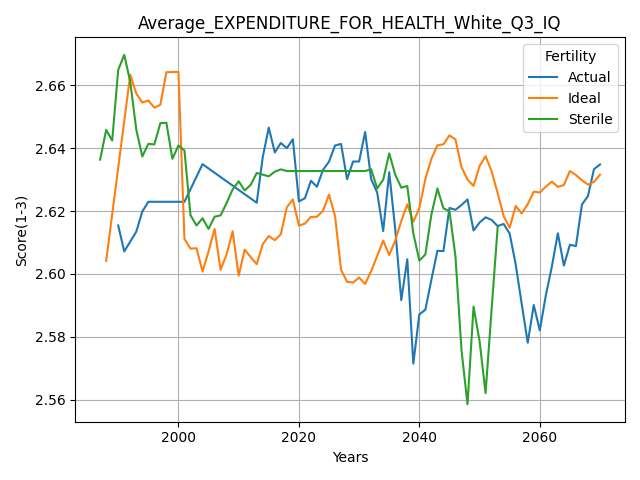 Average_EXPENDITURE_FOR_HEALTH_White_Q3_IQ
Fertility
Actual
Ideal
Sterile
Score(1-3)
2.66
2.64
2.62
2.60
2.58
2.56
2000
2020
2040
2060
Years